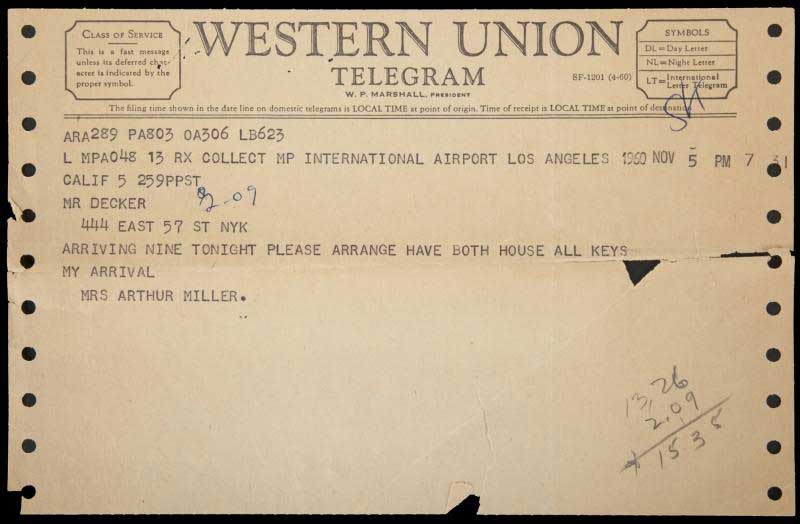 CLASS OF SERVICE
This is a fast message
unless its deferred char-
acter is indicated by the
proper symbol.
WESTERN UNION
TELEGRAM
W. P. MARSHALL, PRESIDENT
SF-1201 (4-60)
SYMBOLS
DL=Day Letter
NL=Night Letter
LT=International Letter Telegram
The filing time shown in the date line on domestic telegrams is LOCAL TIME at point of origin. Time of receipt is LOCAL TIME at point of destination
ARA289 PA803 OA306 LB623
L MPA048 13 RX COLLECT MP INTERNATIONAL AIRPORT LOS ANGELES 1960 NOV 5 PM 7 31
CALIF 5 259PPST
2.09
MR DECKER
444 EAST 57 ST NYK
ARRIVING NINE TONIGHT PLEASE ARRANGE HAVE BOTH HOUSE ALL KEYS
MY ARRIVAL
MRS ARTHUR MILLER.
13.26
2.09
15.35